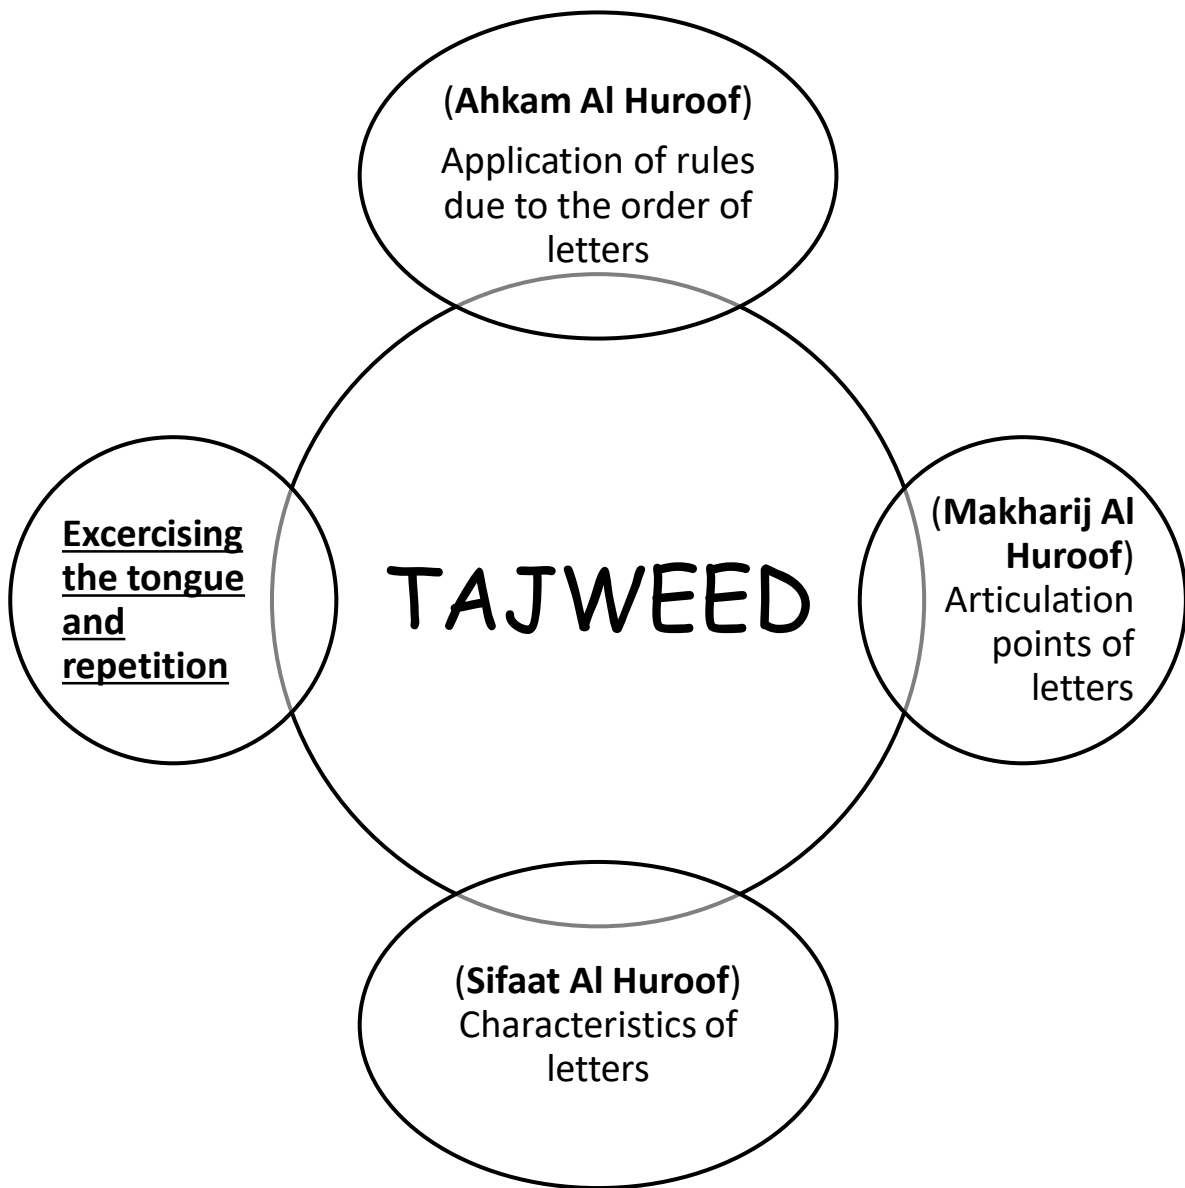 (Ahkam Al Huroof)
Application of rules
due to the order of
letters
Excercising
the tongue
and
repetition
TAJWEED
(Makharij Al
Huroof)
Articulation
points of
letters
(Sifaat Al Huroof)
Characteristics of
letters